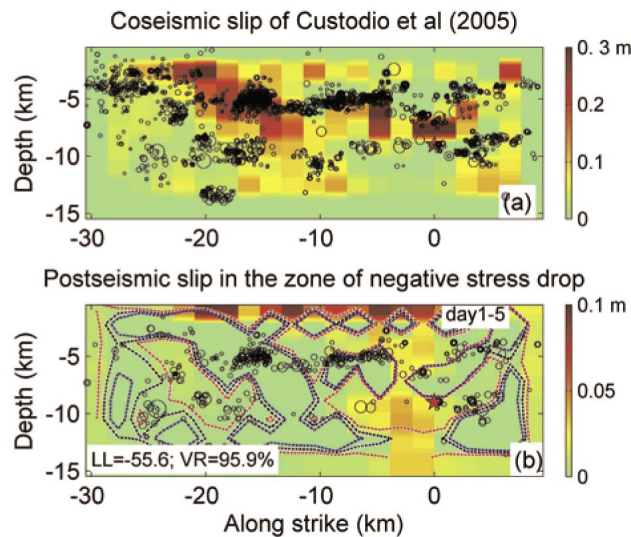 Coseismic slip of Custodio et al (2005)
Depth (km)
-5
-10
-15
-30
-20
-10
0
(a)
0. 3 m
0.2
0.1
0
Postseismic slip in the zone of negative stress drop
day1-5
Depth (km)
-5
-10
-15
LL=-55.6; VR=95.9%
(b)
-30
-20
-10
0
Along strike (km)
0.1 m
0.05
0